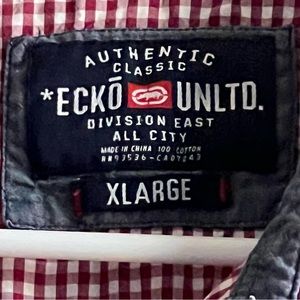 AUTHENTIC
CLASSIC
*ECKŌ UNLTD.
DIVISION EAST
ALL CITY
MADE IN CHINA 100 COTTON
XLARGE